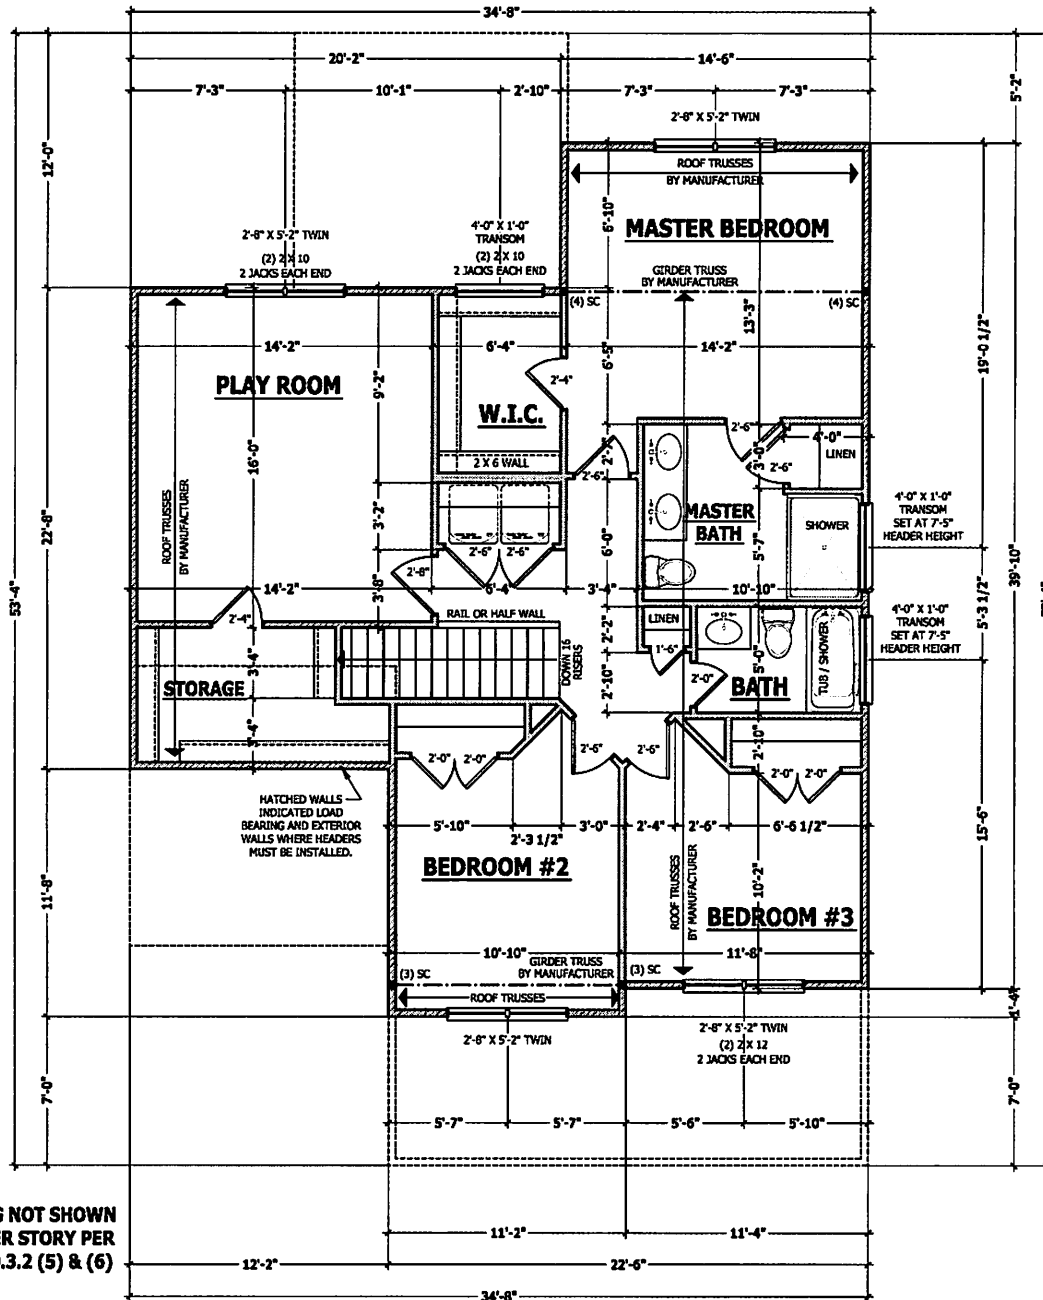 34'-8"
20'-2"
14'-6"
7'-3"
10'-1"
2'-10"
7'-3"
7'-3"
5'-2"
2'-8" X 5'-2" TWIN
12'-0"
ROOF TRUSSES
BY MANUFACTURER
6'-10"
MASTER BEDROOM
2'-8" X 5'-2" TWIN
(2) 2 X 10
2 JACKS EACH END
4'-0" X 1'-0"
TRANSOM
(2) 2 X 10
2 JACKS EACH END
GIRDER TRUSS
BY MANUFACTURER
(4) SC
(4) SC
13'-3"
19'-0 1/2"
14'-2"
6'-4"
6'-5"
14'-2"
PLAY ROOM
9'-2"
2'-4"
W.I.C.
2 X 6 WALL
16'-0"
2'-7"
2'-6"
2'-6"
3'-0"
4'-0"
LINEN
2'-6"
ROOF TRUSSES
BY MANUFACTURER
22'-8"
53'-4"
3'-2"
MASTER
BATH
SHOWER
4'-0" X 1'-0"
TRANSOM
SET AT 7'-5"
HEADER HEIGHT
6'-0"
5'-7"
39'-10"
2'-6"
2'-6"
2'-8"
14'-2"
3'-8"
6'-4"
3'-4"
10'-10"
5'-3 1/2"
2'-4"
RAIL OR HALF WALL
LINEN
2'-2"
4'-0" X 1'-0"
TRANSOM
SET AT 7'-5"
HEADER HEIGHT
3'-4"
STORAGE
DOWN 16
RISERS
1'-6"
5'-0"
TUB / SHOWER
2'-0"
BATH
2'-10"
2'-10"
2'-0"
2'-0"
2'-6"
2'-6"
2'-0"
2'-0"
HATCHED WALLS
INDICATED LOAD
BEARING AND EXTERIOR
WALLS WHERE HEADERS
MUST BE INSTALLED.
5'-10"
2'-3 1/2"
3'-0"
2'-4"
2'-6"
6'-6 1/2"
15'-6"
BEDROOM #2
11'-8"
ROOF TRUSSES
BY MANUFACTURER
10'-2"
BEDROOM #3
10'-10"
11'-8"
GIRDER TRUSS
BY MANUFACTURER
(3) SC
(3) SC
ROOF TRUSSES
1'-4"
2'-8" X 5'-2" TWIN
2'-8" X 5'-2" TWIN
(2) 2 X 12
2 JACKS EACH END
7'-0"
7'-0"
5'-7"
5'-7"
5'-6"
5'-10"
NOT SHOWN
ER STORY PER
.3.2 (5) & (6)
11'-2"
11'-4"
12'-2"
22'-6"
34'-8"